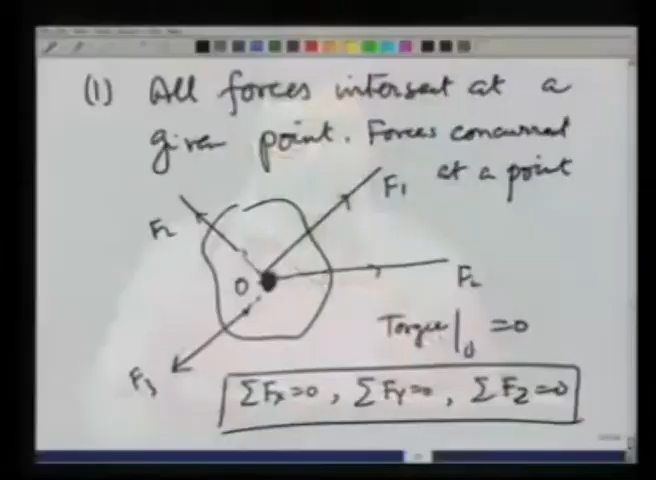 (1) All forces intersect at a
given point. Forces concurrent
at a point
F1
F2
F2
O
Torque|0 =0
F3
ΣFx=0, ΣFY=0, ΣFZ=0